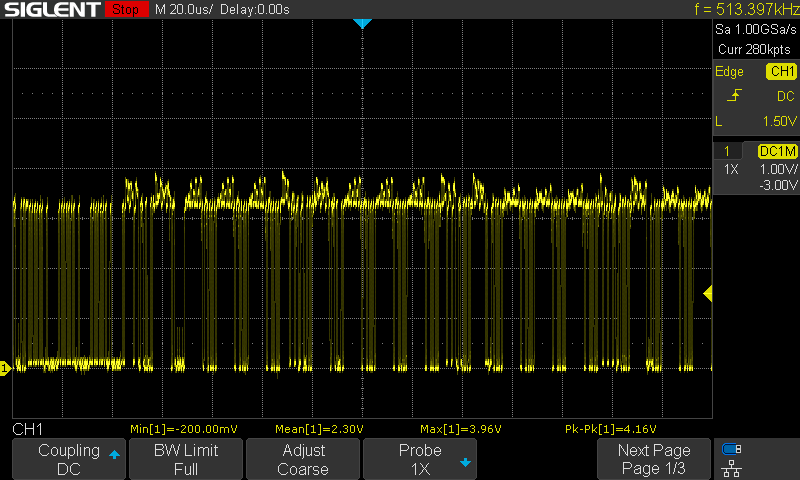 SIGLENT Stop M 20.0us/ Delay:0.00s f = 513.397kHz
Sa 1.00GSa/s
Curr 280kpts
Edge CH1
DC
L 1.50V
1 DC1M
1X 1.00V/
-3.00V
1
CH1 Min[1]=-200.00mV Mean[1]=2.30V Max[1]=3.96V Pk-Pk[1]=4.16V
Coupling BW Limit Adjust Probe Next Page
DC Full Coarse 1X Page 1/3